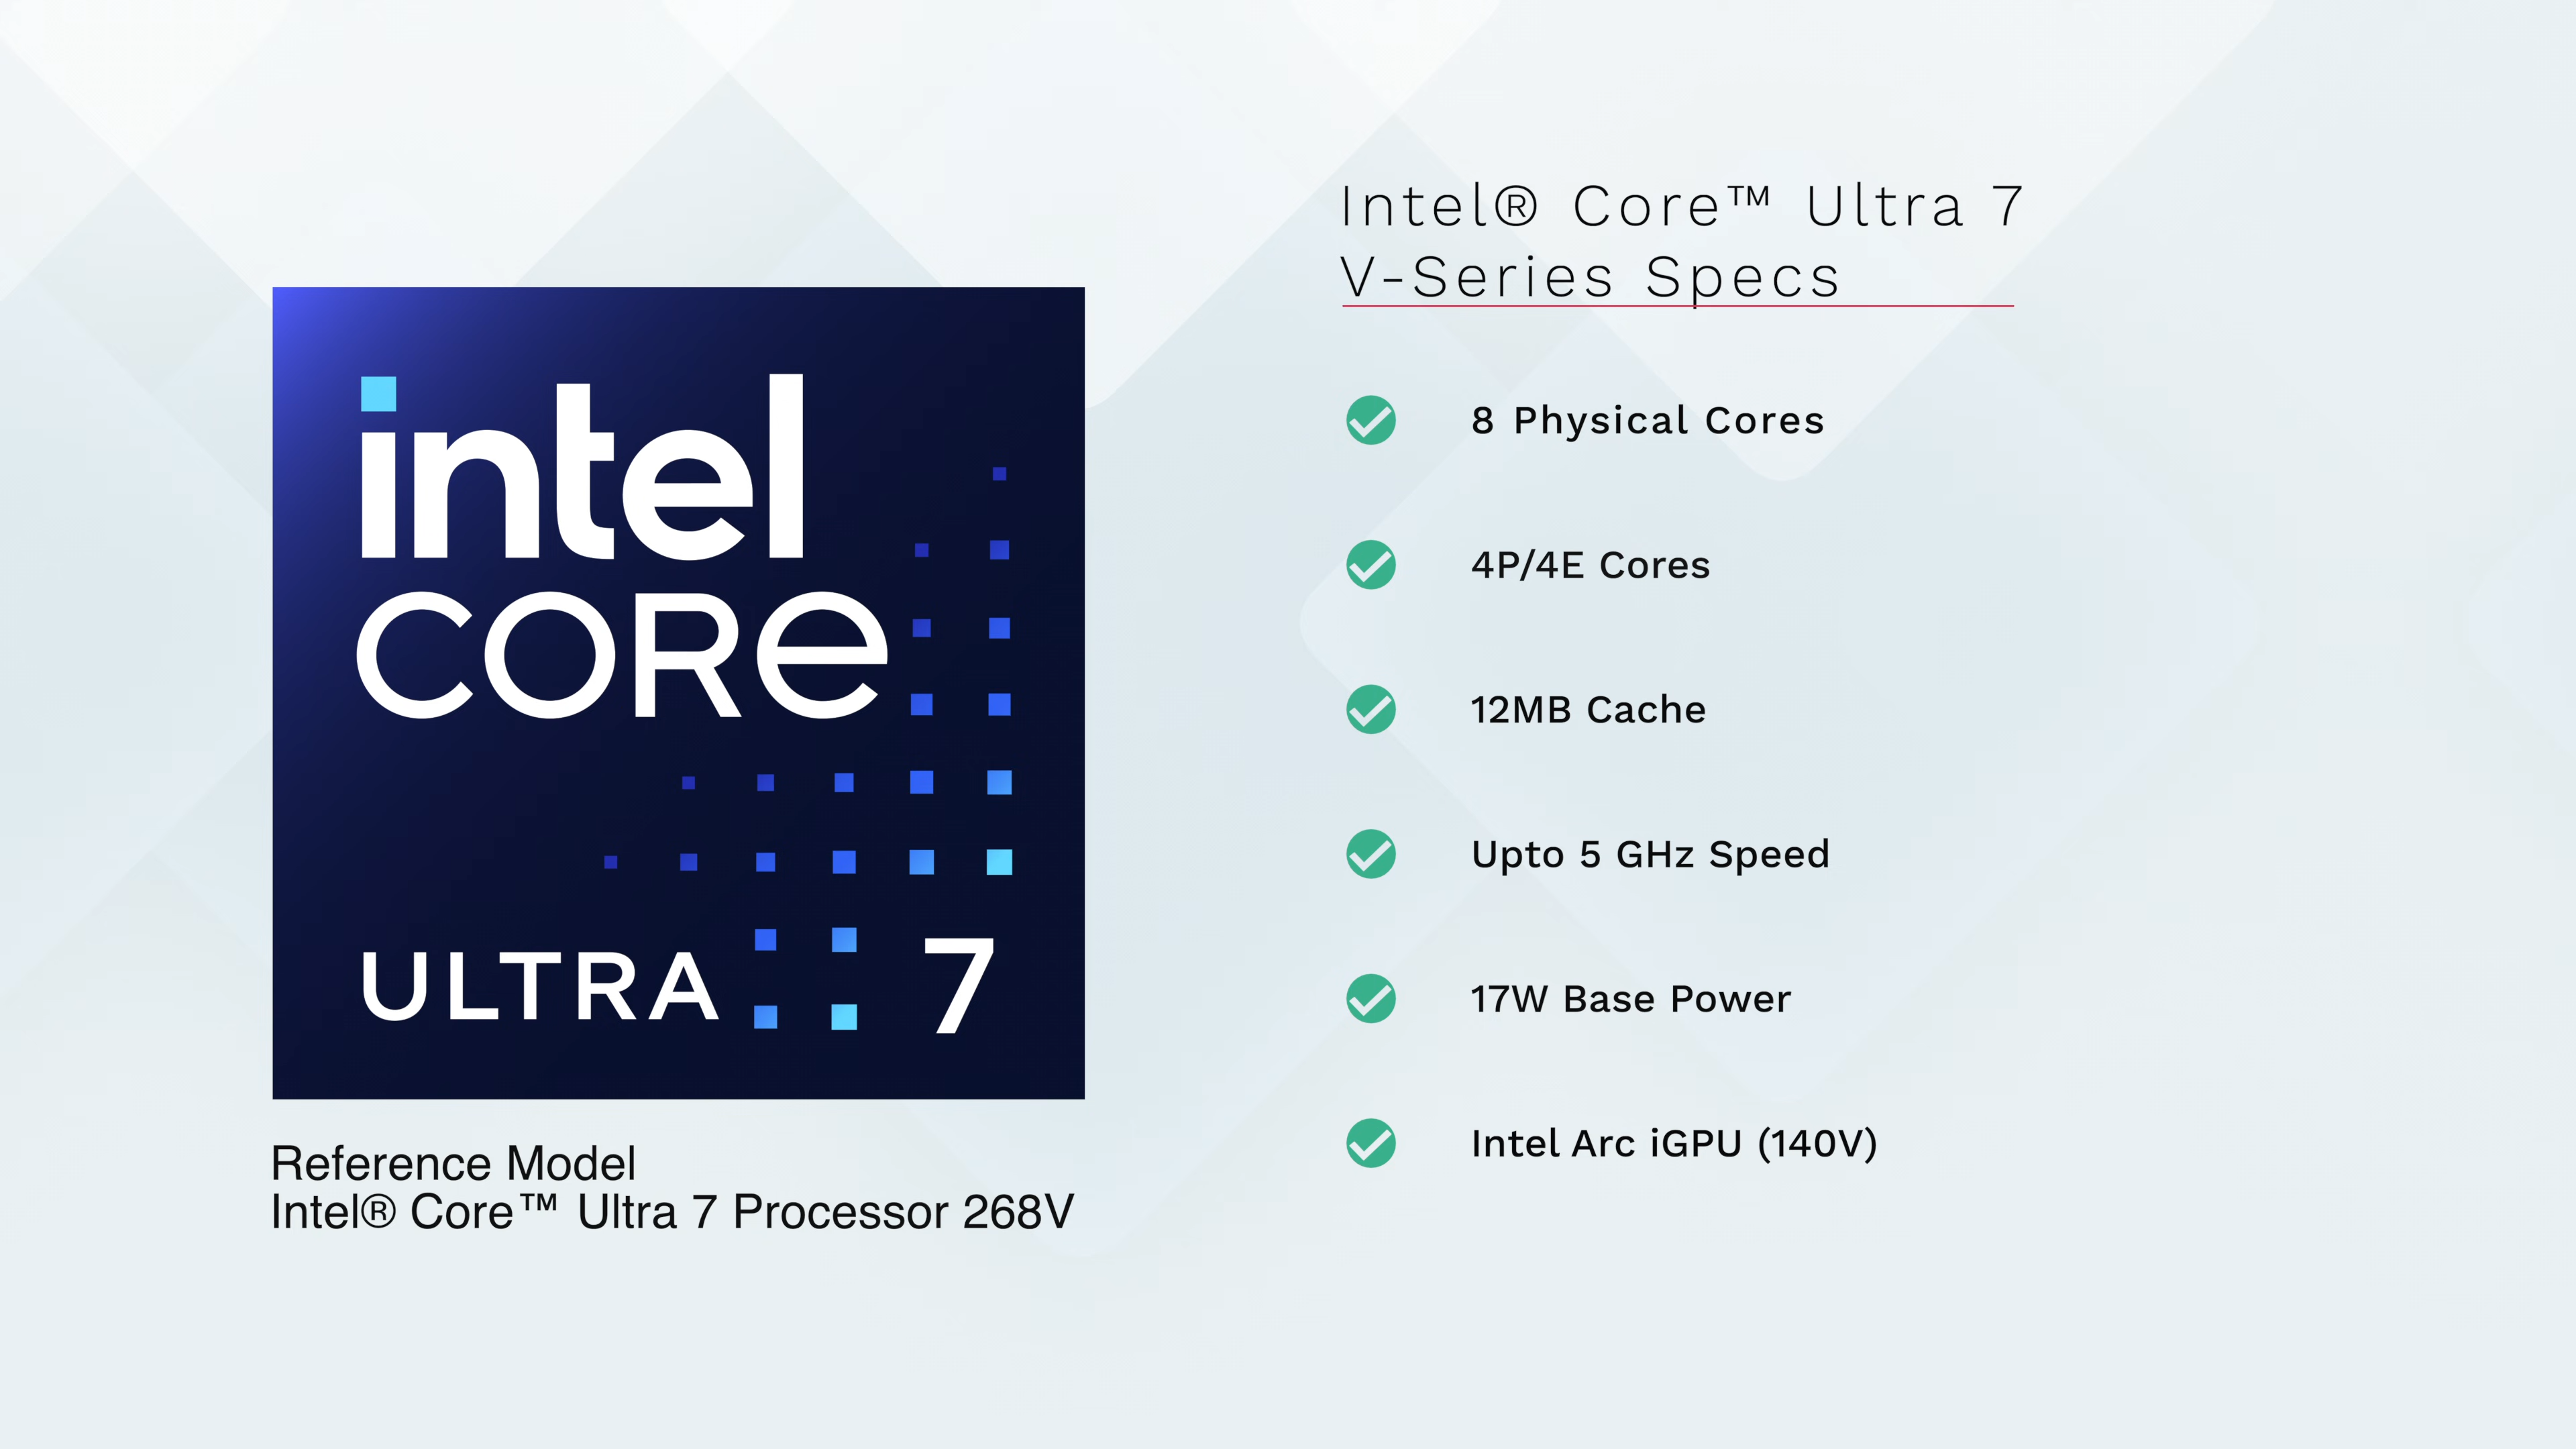 intel
CORE
ULTRA 7
Reference Model
Intel® Core™ Ultra 7 Processor 268V
Intel® Core™ Ultra 7
V-Series Specs
8 Physical Cores
4P/4E Cores
12MB Cache
Upto 5 GHz Speed
17W Base Power
Intel Arc iGPU (140V)